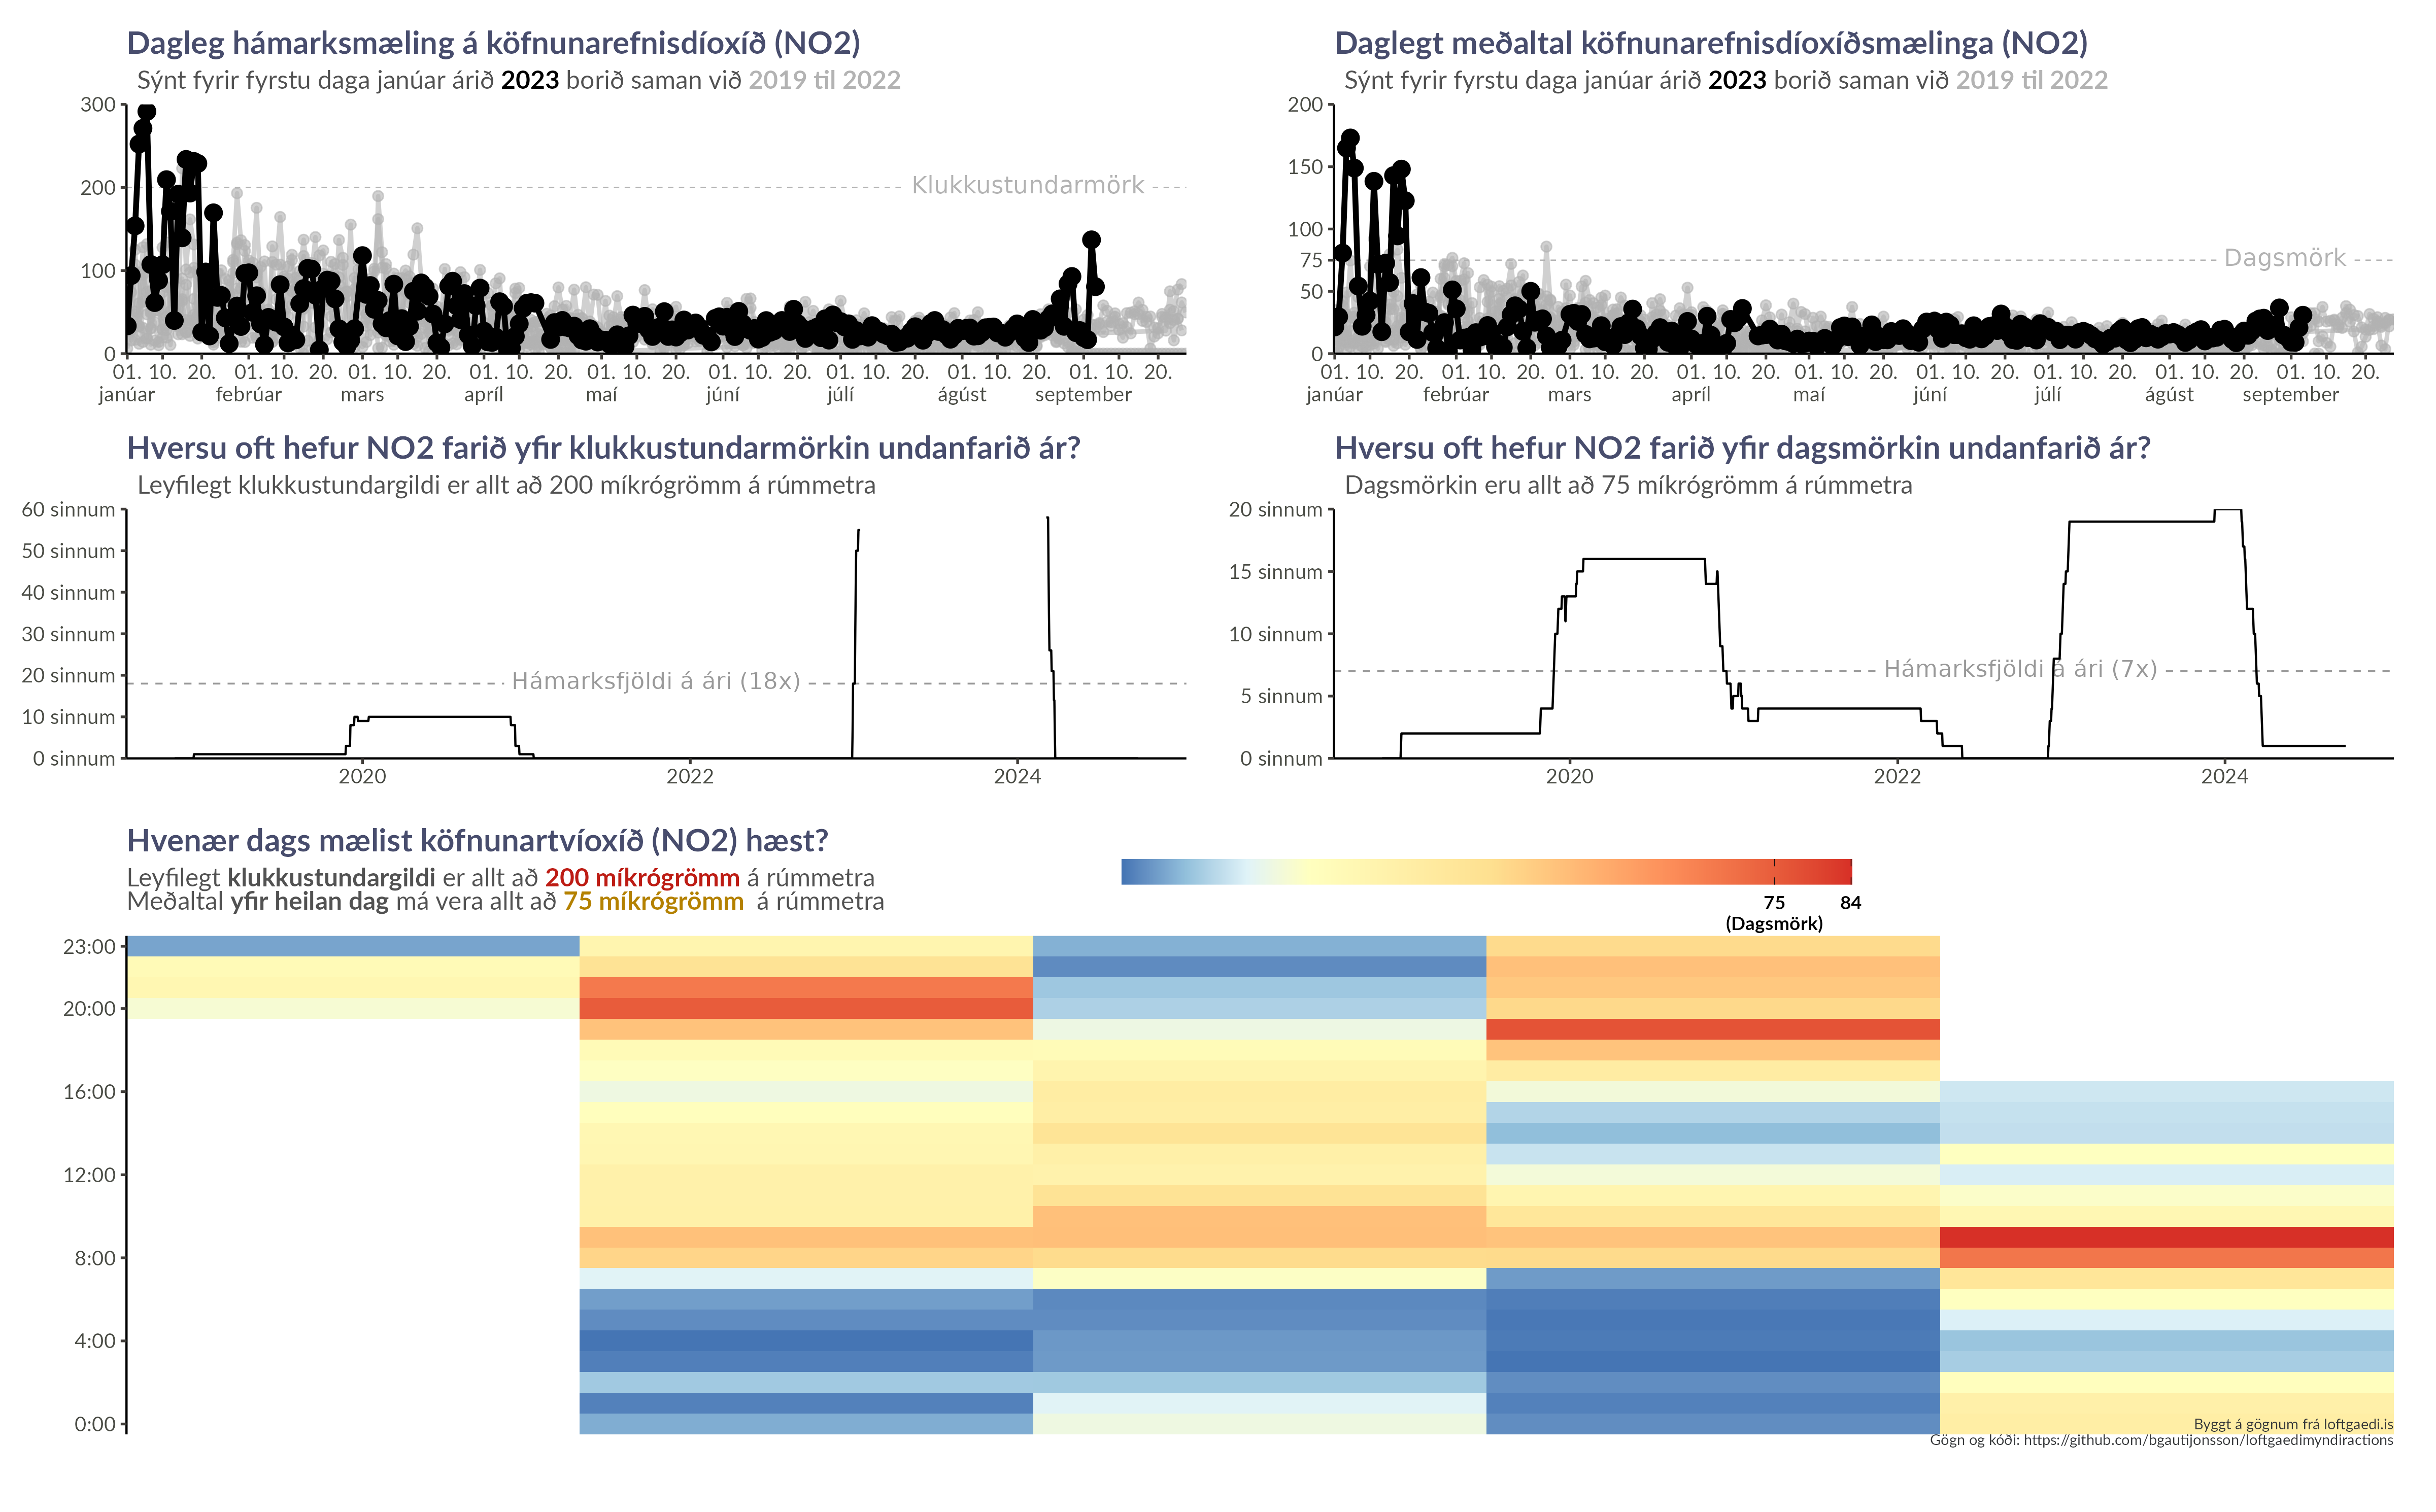 Dagleg hámarksmæling á köfnunarefnisdíoxíð (NO2)
Sýnt fyrir fyrstu daga janúar árið 2023 borið saman við 2019 til 2022
300
200
100
0
Klukkustundarmörk
01. 10. 20. 01. 10. 20. 01. 10. 20. 01. 10. 20. 01. 10. 20. 01. 10. 20. 01. 10. 20. 01. 10. 20. 01. 10. 20.
janúar febrúar mars apríl maí júní júlí ágúst september
Daglegt meðaltal köfnunarefnisdíoxíðsmælinga (NO2)
Sýnt fyrir fyrstu daga janúar árið 2023 borið saman við 2019 til 2022
200
150
100
75
50
0
Dagsmörk
01. 10. 20. 01. 10. 20. 01. 10. 20. 01. 10. 20. 01. 10. 20. 01. 10. 20. 01. 10. 20. 01. 10. 20. 01. 10. 20.
janúar febrúar mars apríl maí júní júlí ágúst september
Hversu oft hefur NO2 farið yfir klukkustundarmörkin undanfarið ár?
Leyfilegt klukkustundargildi er allt að 200 míkrógrömm á rúmmetra
60 sinnum
50 sinnum
40 sinnum
30 sinnum
20 sinnum
10 sinnum
0 sinnum
Hámarksfjöldi á ári (18x)
2020 2022 2024
Hversu oft hefur NO2 farið yfir dagsmörkin undanfarið ár?
Dagsmörkin eru allt að 75 míkrógrömm á rúmmetra
20 sinnum
15 sinnum
10 sinnum
5 sinnum
0 sinnum
Hámarksfjöldi á ári (7x)
2020 2022 2024
Hvenær dags mælist köfnunartvíoxíð (NO2) hæst?
Leyfilegt klukkustundargildi er allt að 200 míkrógrömm á rúmmetra
Meðaltal yfir heilan dag má vera allt að 75 míkrógrömm á rúmmetra
75 84
(Dagsmörk)
23:00
20:00
16:00
12:00
8:00
4:00
0:00
Byggt á gögnum frá loftgaedi.is
Gögn og kóði: https://github.com/bgautijonsson/loftgaedimyndiractions